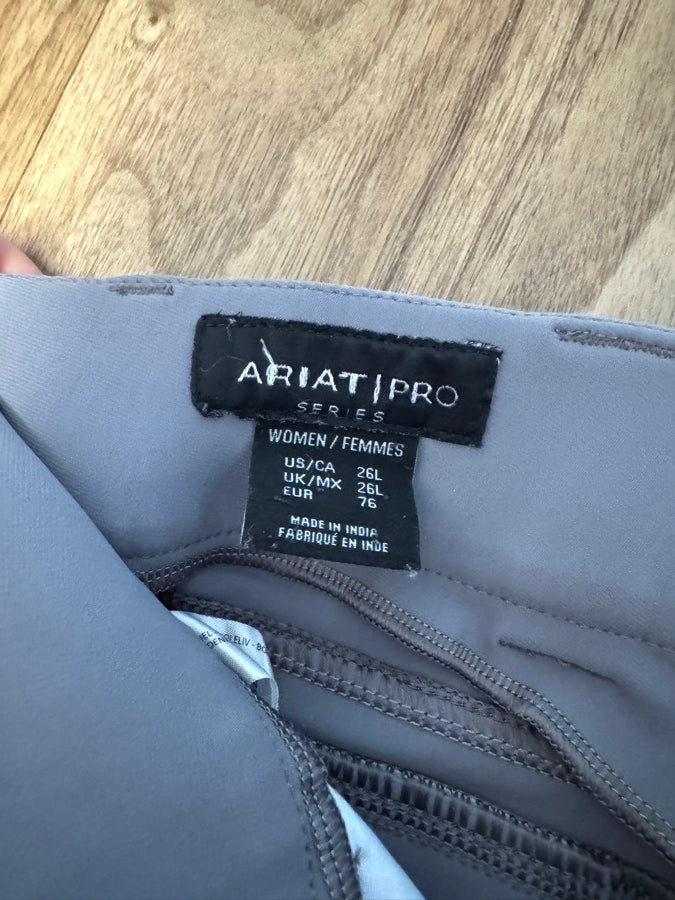 ARIAT|PRO
SERIES
WOMEN / FEMMES
US/CA 26L
UK/MX 26L
EUR 76
MADE IN INDIA
FABRIQUÉ EN INDE